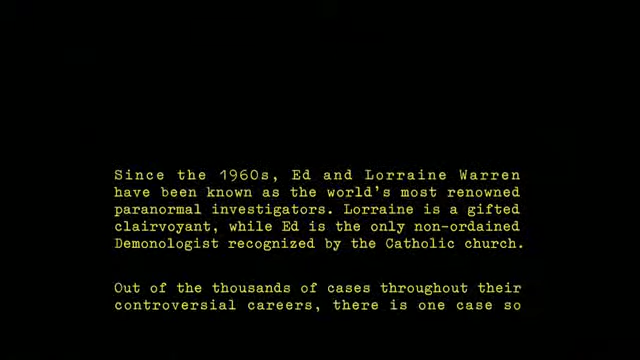 Since the 1960s, Ed and Lorraine Warren
have been known as the world's most renowned
paranormal investigators. Lorraine is a gifted
clairvoyant, while Ed is the only non-ordained
Demonologist recognized by the Catholic church.
Out of the thousands of cases throughout their
controversial careers, there is one case so